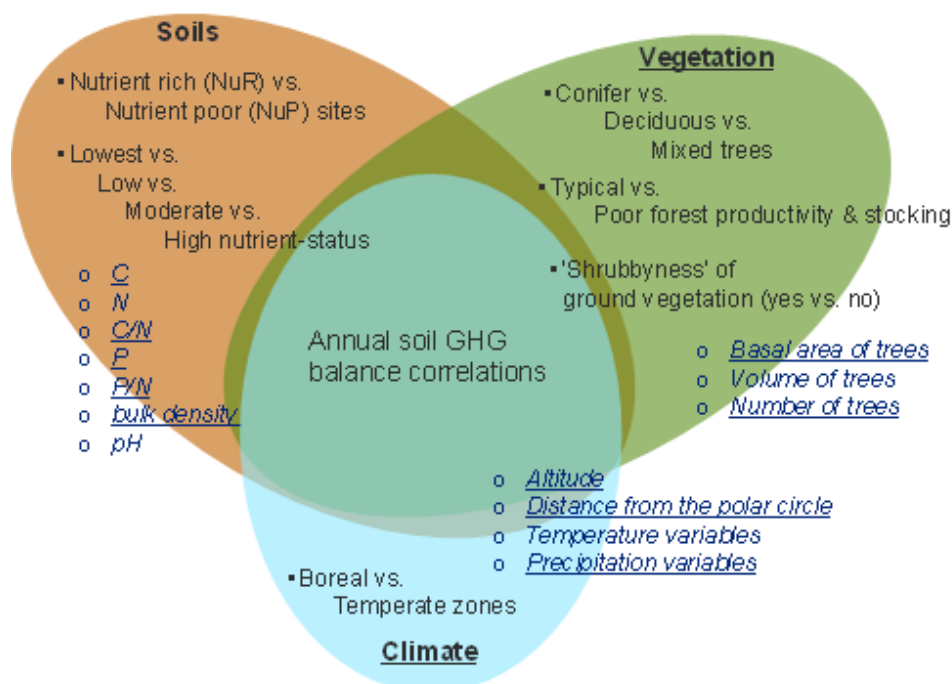 Soils
▪ Nutrient rich (NuR) vs.
Nutrient poor (NuP) sites
▪ Lowest vs.
Low vs.
Moderate vs.
High nutrient-status
o C
o N
o C/N
o P
o P/N
o bulk density
o pH
Vegetation
▪ Conifer vs.
Deciduous vs.
Mixed trees
▪ Typical vs.
Poor forest productivity & stocking
▪ 'Shrubbyness' of
ground vegetation (yes vs. no)
o Basal area of trees
o Volume of trees
o Number of trees
Annual soil GHG
balance correlations
o Altitude
o Distance from the polar circle
o Temperature variables
o Precipitation variables
▪ Boreal vs.
Temperate zones
Climate